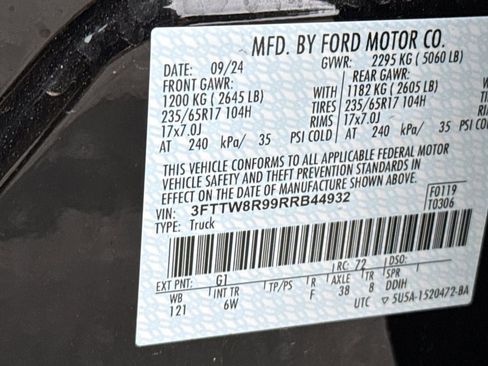 MFD. BY FORD MOTOR CO.
DATE: 09/24 GVWR: 2295 KG ( 5060 LB)
FRONT GAWR: REAR GAWR:
1200 KG ( 2645 LB) WITH 1182 KG ( 2605 LB) WITH
235/65R17 104H TIRES 235/65R17 104H TIRES
17x7.0J RIMS 17x7.0J RIMS
AT 240 kPa/ 35 PSI COLD AT 240 kPa/ 35 PSI COLD
THIS VEHICLE CONFORMS TO ALL APPLICABLE FEDERAL MOTOR
VEHICLE SAFETY AND THEFT PREVENTION STANDARDS IN
EFFECT ON THE DATE OF MANUFACTURE SHOWN ABOVE.
VIN: 3FTTW8R99RRB44932 F0119
TYPE: Truck T0306
EXT PNT: G1 RC: 72 DSO:
WB INT TR TP/PS R AXLE TR SPR
121 6W F 38 8 DDIH
UTC ▽ 5U5A-1520472-BA